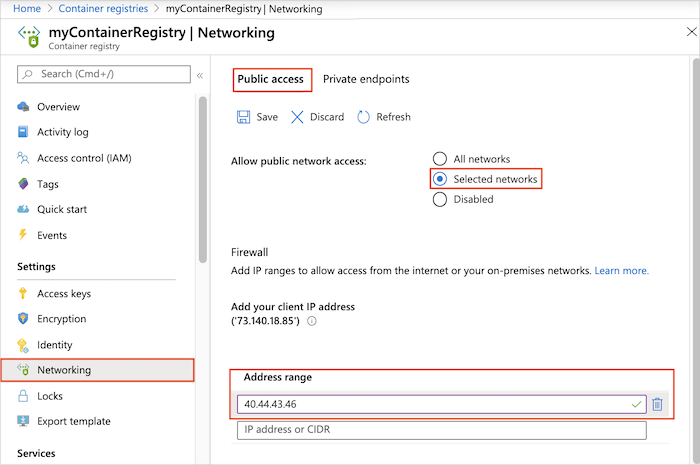 Home > Container registries > myContainerRegistry | Networking
myContainerRegistry | Networking
Container registry
Search (Cmd+/)
Overview
Activity log
Access control (IAM)
Tags
Quick start
Events
Settings
Access keys
Encryption
Identity
Networking
Locks
Export template
Services
Public access Private endpoints
Save Discard Refresh
Allow public network access:
All networks
Selected networks
Disabled
Firewall
Add IP ranges to allow access from the internet or your on-premises networks. Learn more.
Add your client IP address
('73.140.18.85')
Address range
40.44.43.46
IP address or CIDR